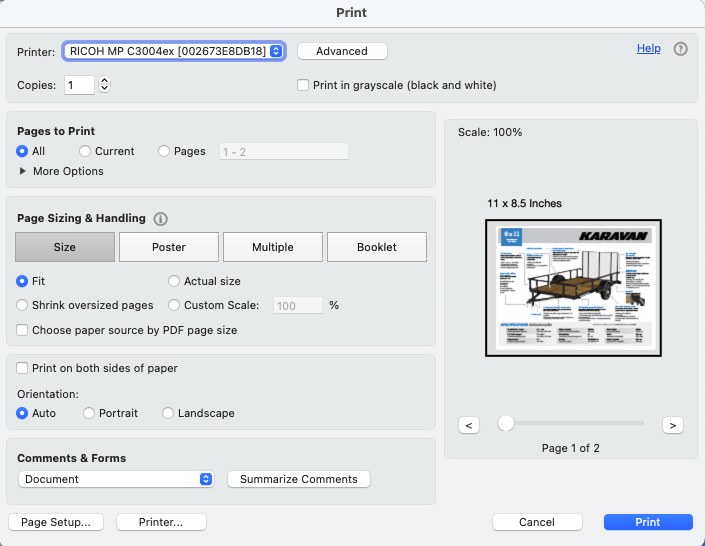 Print
Printer: RICOH MP C3004ex [002673E8DB18] Advanced Help ?
Copies: 1 Print in grayscale (black and white)
Pages to Print
All Current Pages 1 - 2
More Options
Page Sizing & Handling i
Size Poster Multiple Booklet
Fit Actual size
Shrink oversized pages Custom Scale: 100 %
Choose paper source by PDF page size
Print on both sides of paper
Orientation:
Auto Portrait Landscape
Comments & Forms
Document Summarize Comments
Page Setup... Printer...
Scale: 100%
11 x 8.5 Inches
KARAVAN
< >
Page 1 of 2
Cancel Print